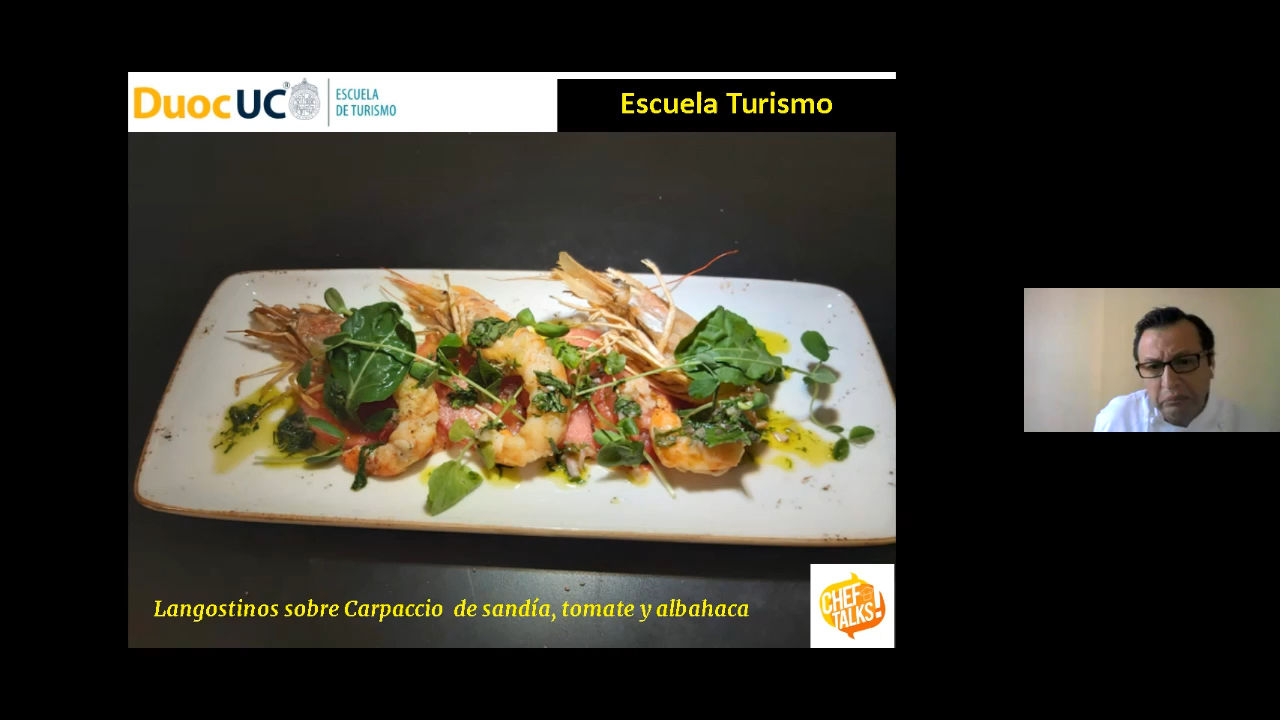 Duoc UC
®
ESCUELA
DE TURISMO
Escuela Turismo
Langostinos sobre Carpaccio de sandía, tomate y albahaca
CHEF
TALKS!